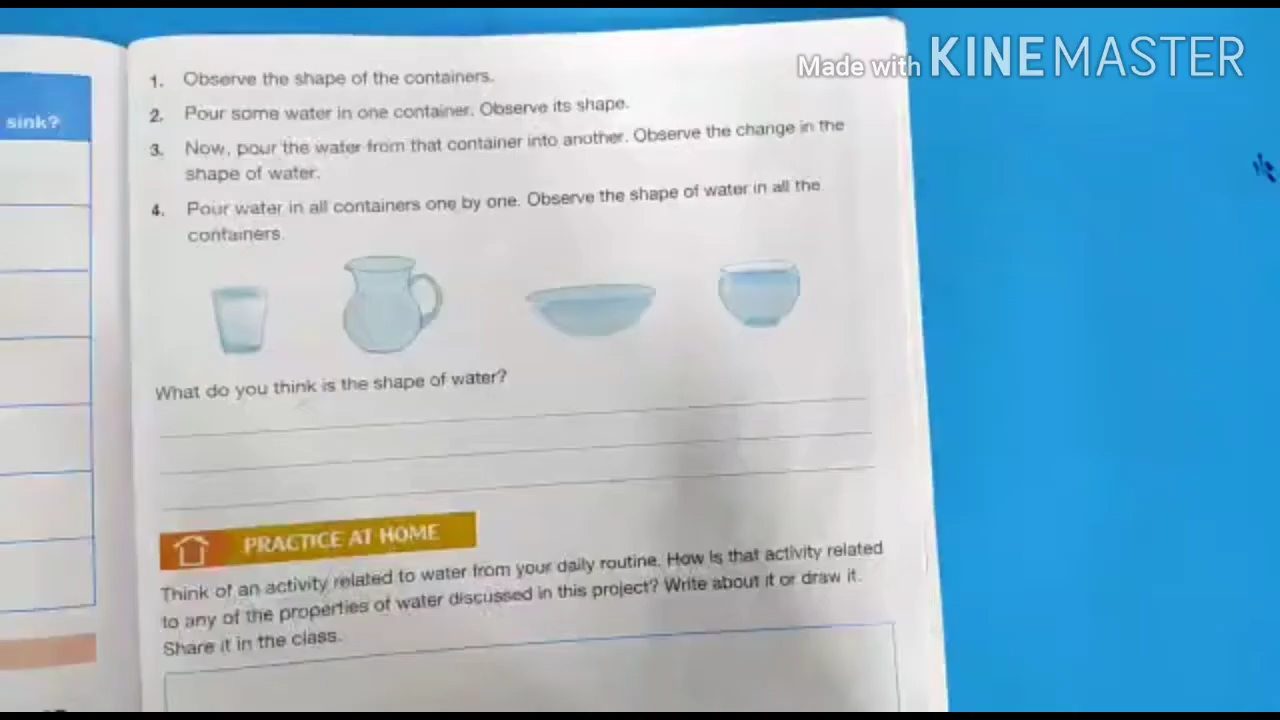 Made with KINEMASTER
sink?
1. Observe the shape of the containers.
2. Pour some water in one container. Observe its shape.
3. Now, pour the water from that container into another. Observe the change in the
shape of water.
4. Pour water in all containers one by one. Observe the shape of water in all the
containers.
What do you think is the shape of water?
PRACTICE AT HOME
Think of an activity related to water from your daily routine. How is that activity related
to any of the properties of water discussed in this project? Write about it or draw it.
Share it in the class.